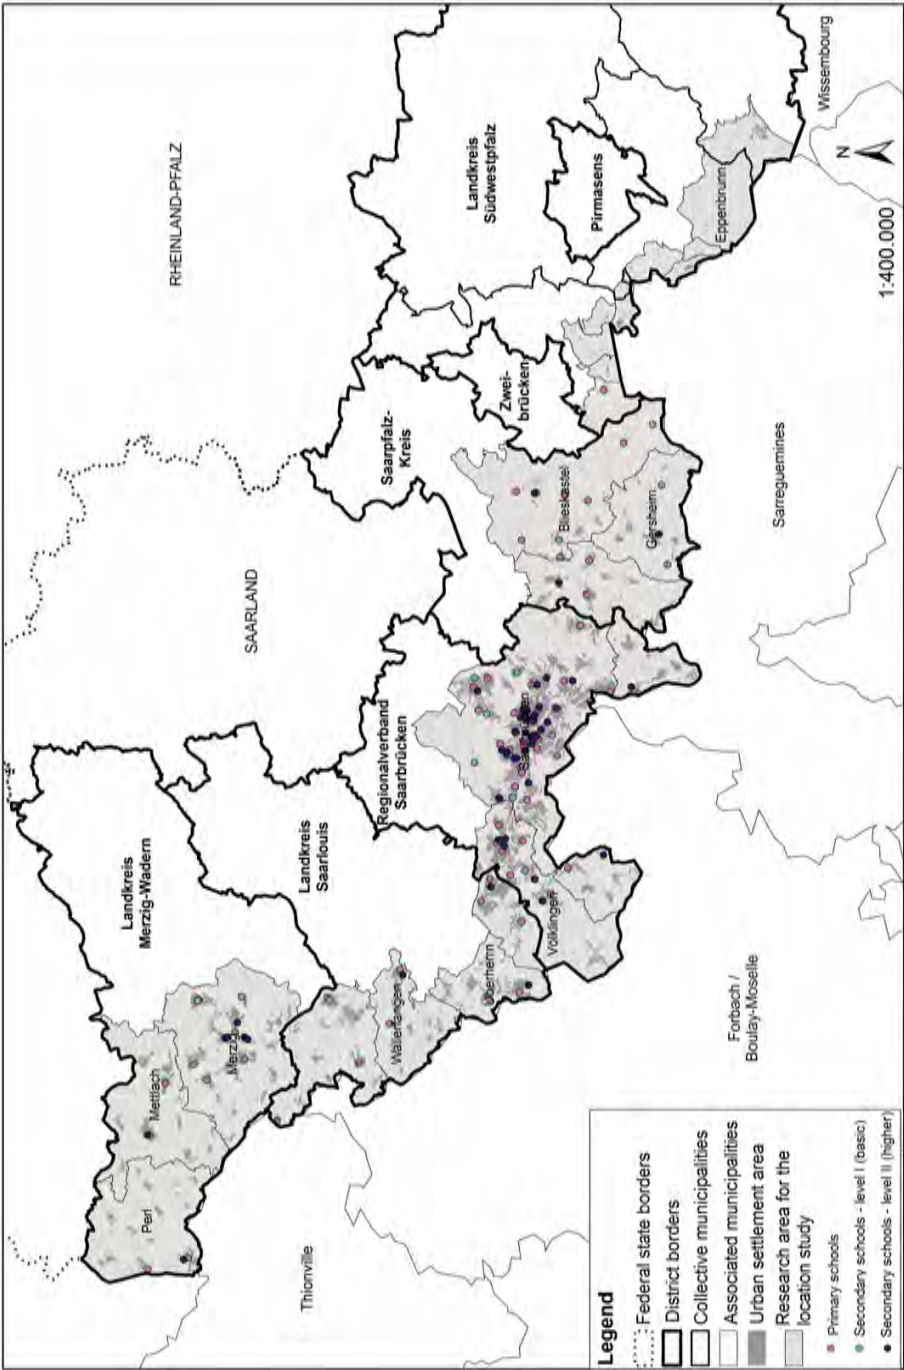 RHEINLAND-PFALZ
SAARLAND
Landkreis
Merzig-Wadern
Landkreis
Saarlouis
Regionalverband
Saarbrücken
Saarpfalz-
Kreis
Zwei-
brücken
Landkreis
Südwestpfalz
Pirmasens
Perl
Mettlach
Merzig
Wallerfangen
Überherrn
Völklingen
Blieskastel
Gersheim
Eppenbrunn
Thionville
Forbach /
Boulay-Moselle
Sarreguemines
Wissembourg
N
1:400.000
Legend
Federal state borders
District borders
Collective municipalities
Associated municipalities
Urban settlement area
Research area for the
location study
Primary schools
Secondary schools - level I (basic)
Secondary schools - level II (higher)